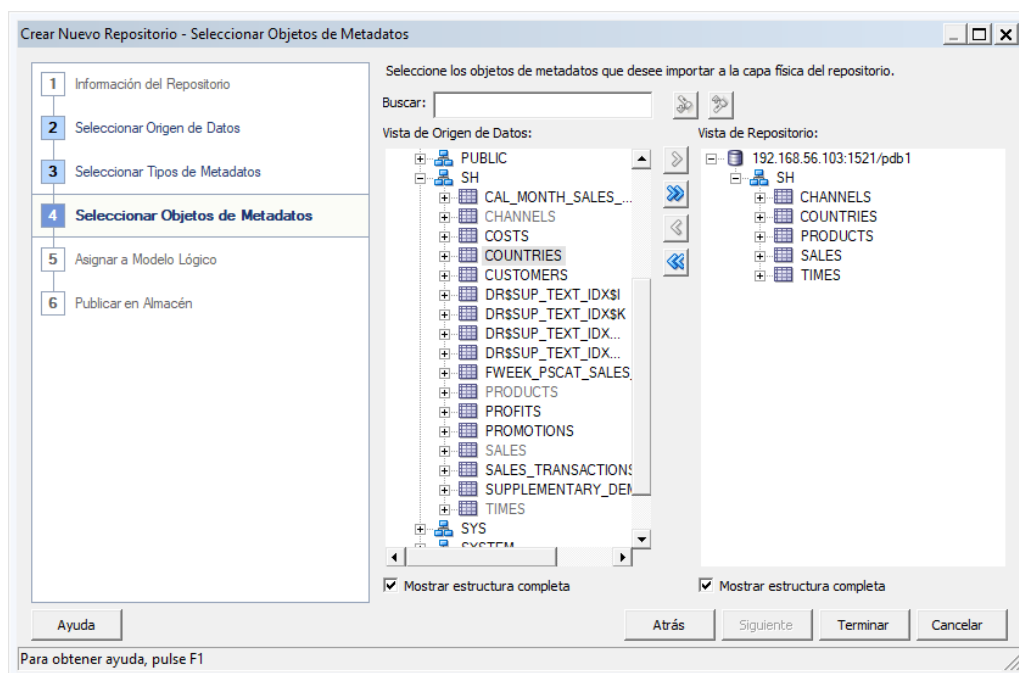 Crear Nuevo Repositorio - Seleccionar Objetos de Metadatos
1 Información del Repositorio
2 Seleccionar Origen de Datos
3 Seleccionar Tipos de Metadatos
4 Seleccionar Objetos de Metadatos
5 Asignar a Modelo Lógico
6 Publicar en Almacén
Seleccione los objetos de metadatos que desee importar a la capa física del repositorio.
Buscar:
Vista de Origen de Datos:
PUBLIC
SH
CAL_MONTH_SALES_...
CHANNELS
COSTS
COUNTRIES
CUSTOMERS
DR$SUP_TEXT_IDX$I
DR$SUP_TEXT_IDX$K
DR$SUP_TEXT_IDX...
DR$SUP_TEXT_IDX...
FWEEK_PSCAT_SALES_
PRODUCTS
PROFITS
PROMOTIONS
SALES
SALES_TRANSACTIONS
SUPPLEMENTARY_DEM
TIMES
SYS
SYSTEM
Mostrar estructura completa
Vista de Repositorio:
192.168.56.103:1521/pdb1
SH
CHANNELS
COUNTRIES
PRODUCTS
SALES
TIMES
Mostrar estructura completa
Ayuda
Atrás
Siguiente
Terminar
Cancelar
Para obtener ayuda, pulse F1